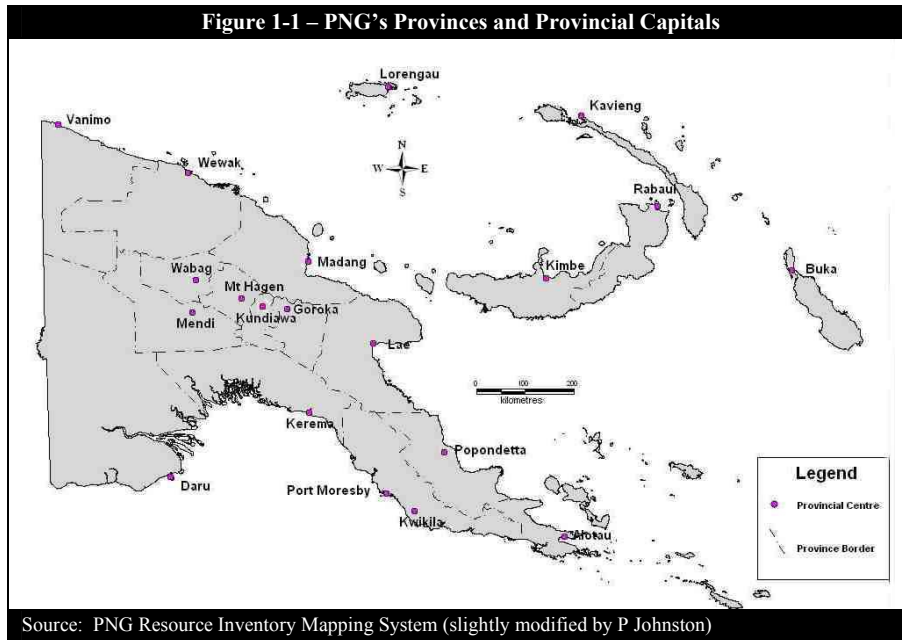 Figure 1-1 – PNG's Provinces and Provincial Capitals
Lorengau
Kavieng
Vanimo
N
W E
S
Wewak
Rabaul
Madang
Wabag
Kimbe
Buka
Mt Hagen
Kundiawa
Goroka
Mendi
Lae
0 100 200
kilometres
Kerema
Popondetta
Daru
Port Moresby
Kwikila
Alotau
Legend
Provincial Centre
Province Border
Source: PNG Resource Inventory Mapping System (slightly modified by P Johnston)